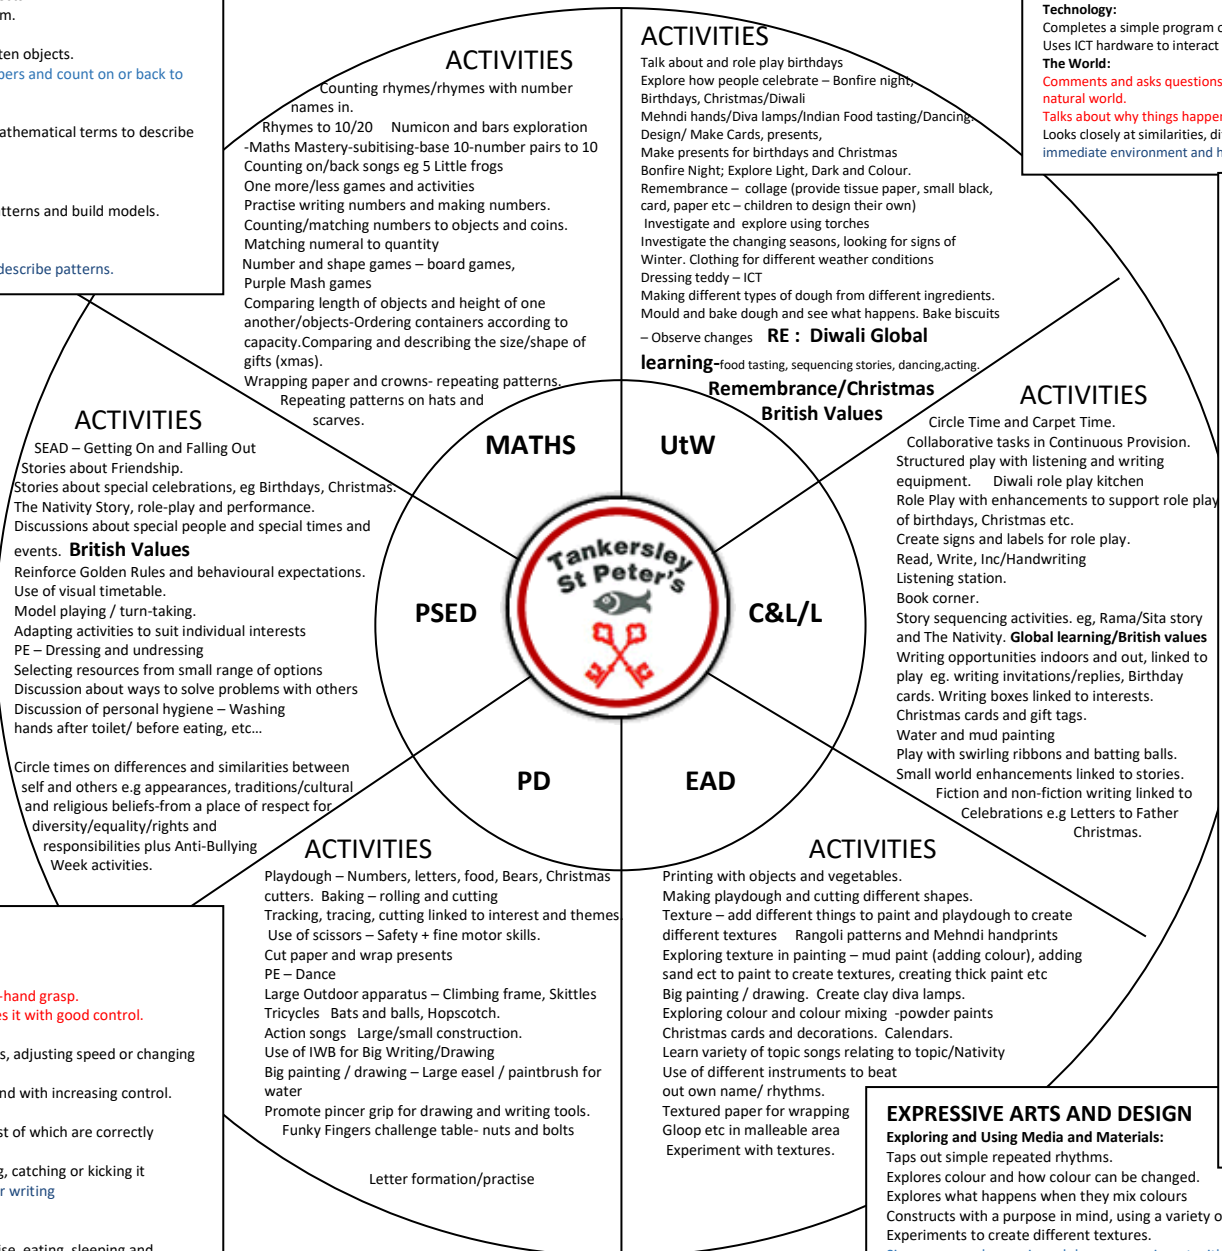 m.
ten objects.
bers and count on or back to
athematical terms to describe
tterns and build models.
describe patterns.
Technology:
Completes a simple program o
Uses ICT hardware to interact
The World:
Comments and asks questions
natural world.
Talks about why things happen
Looks closely at similarities, di
immediate environment and h
ACTIVITIES
Counting rhymes/rhymes with number
names in.
Rhymes to 10/20 Numicon and bars exploration
-Maths Mastery-subitising-base 10-number pairs to 10
Counting on/back songs eg 5 Little frogs
One more/less games and activities
Practise writing numbers and making numbers.
Counting/matching numbers to objects and coins.
Matching numeral to quantity
Number and shape games – board games,
Purple Mash games
Comparing length of objects and height of one
another/objects-Ordering containers according to
capacity.Comparing and describing the size/shape of
gifts (xmas).
Wrapping paper and crowns- repeating patterns.
Repeating patterns on hats and
scarves.
ACTIVITIES
Talk about and role play birthdays
Explore how people celebrate – Bonfire night,
Birthdays, Christmas/Diwali
Mehndi hands/Diva lamps/Indian Food tasting/Dancing.
Design/ Make Cards, presents,
Make presents for birthdays and Christmas
Bonfire Night; Explore Light, Dark and Colour.
Remembrance – collage (provide tissue paper, small black,
card, paper etc – children to design their own)
Investigate and explore using torches
Investigate the changing seasons, looking for signs of
Winter. Clothing for different weather conditions
Dressing teddy – ICT
Making different types of dough from different ingredients.
Mould and bake dough and see what happens. Bake biscuits
– Observe changes RE : Diwali Global
learning-food tasting, sequencing stories, dancing,acting.
Remembrance/Christmas
British Values
ACTIVITIES
SEAD – Getting On and Falling Out
Stories about Friendship.
Stories about special celebrations, eg Birthdays, Christmas.
The Nativity Story, role-play and performance.
Discussions about special people and special times and
events. British Values
Reinforce Golden Rules and behavioural expectations.
Use of visual timetable.
Model playing / turn-taking.
Adapting activities to suit individual interests
PE – Dressing and undressing
Selecting resources from small range of options
Discussion about ways to solve problems with others
Discussion of personal hygiene – Washing
hands after toilet/ before eating, etc…
Circle times on differences and similarities between
self and others e.g appearances, traditions/cultural
and religious beliefs-from a place of respect for
diversity/equality/rights and
responsibilities plus Anti-Bullying
Week activities.
MATHS
UtW
PSED
Tankersley
St Peter's
C&L/L
PD
EAD
ACTIVITIES
Circle Time and Carpet Time.
Collaborative tasks in Continuous Provision.
Structured play with listening and writing
equipment. Diwali role play kitchen
Role Play with enhancements to support role play
of birthdays, Christmas etc.
Create signs and labels for role play.
Read, Write, Inc/Handwriting
Listening station.
Book corner.
Story sequencing activities. eg, Rama/Sita story
and The Nativity. Global learning/British values
Writing opportunities indoors and out, linked to
play eg. writing invitations/replies, Birthday
cards. Writing boxes linked to interests.
Christmas cards and gift tags.
Water and mud painting
Play with swirling ribbons and batting balls.
Small world enhancements linked to stories.
Fiction and non-fiction writing linked to
Celebrations e.g Letters to Father
Christmas.
ACTIVITIES
Playdough – Numbers, letters, food, Bears, Christmas
cutters. Baking – rolling and cutting
Tracking, tracing, cutting linked to interest and themes
Use of scissors – Safety + fine motor skills.
Cut paper and wrap presents
PE – Dance
Large Outdoor apparatus – Climbing frame, Skittles
Tricycles Bats and balls, Hopscotch.
Action songs Large/small construction.
Use of IWB for Big Writing/Drawing
Big painting / drawing – Large easel / paintbrush for
water
Promote pincer grip for drawing and writing tools.
Funky Fingers challenge table- nuts and bolts
Letter formation/practise
ACTIVITIES
Printing with objects and vegetables.
Making playdough and cutting different shapes.
Texture – add different things to paint and playdough to create
different textures Rangoli patterns and Mehndi handprints
Exploring texture in painting – mud paint (adding colour), adding
sand ect to paint to create textures, creating thick paint etc
Big painting / drawing. Create clay diva lamps.
Exploring colour and colour mixing -powder paints
Christmas cards and decorations. Calendars.
Learn variety of topic songs relating to topic/Nativity
Use of different instruments to beat
out own name/ rhythms.
Textured paper for wrapping
Gloop etc in malleable area
Experiment with textures.
-hand grasp.
es it with good control.
s, adjusting speed or changing
nd with increasing control.
st of which are correctly
g, catching or kicking it
r writing
ise, eating, sleeping and
EXPRESSIVE ARTS AND DESIGN
Exploring and Using Media and Materials:
Taps out simple repeated rhythms.
Explores colour and how colour can be changed.
Explores what happens when they mix colours
Constructs with a purpose in mind, using a variety o
Experiments to create different textures.